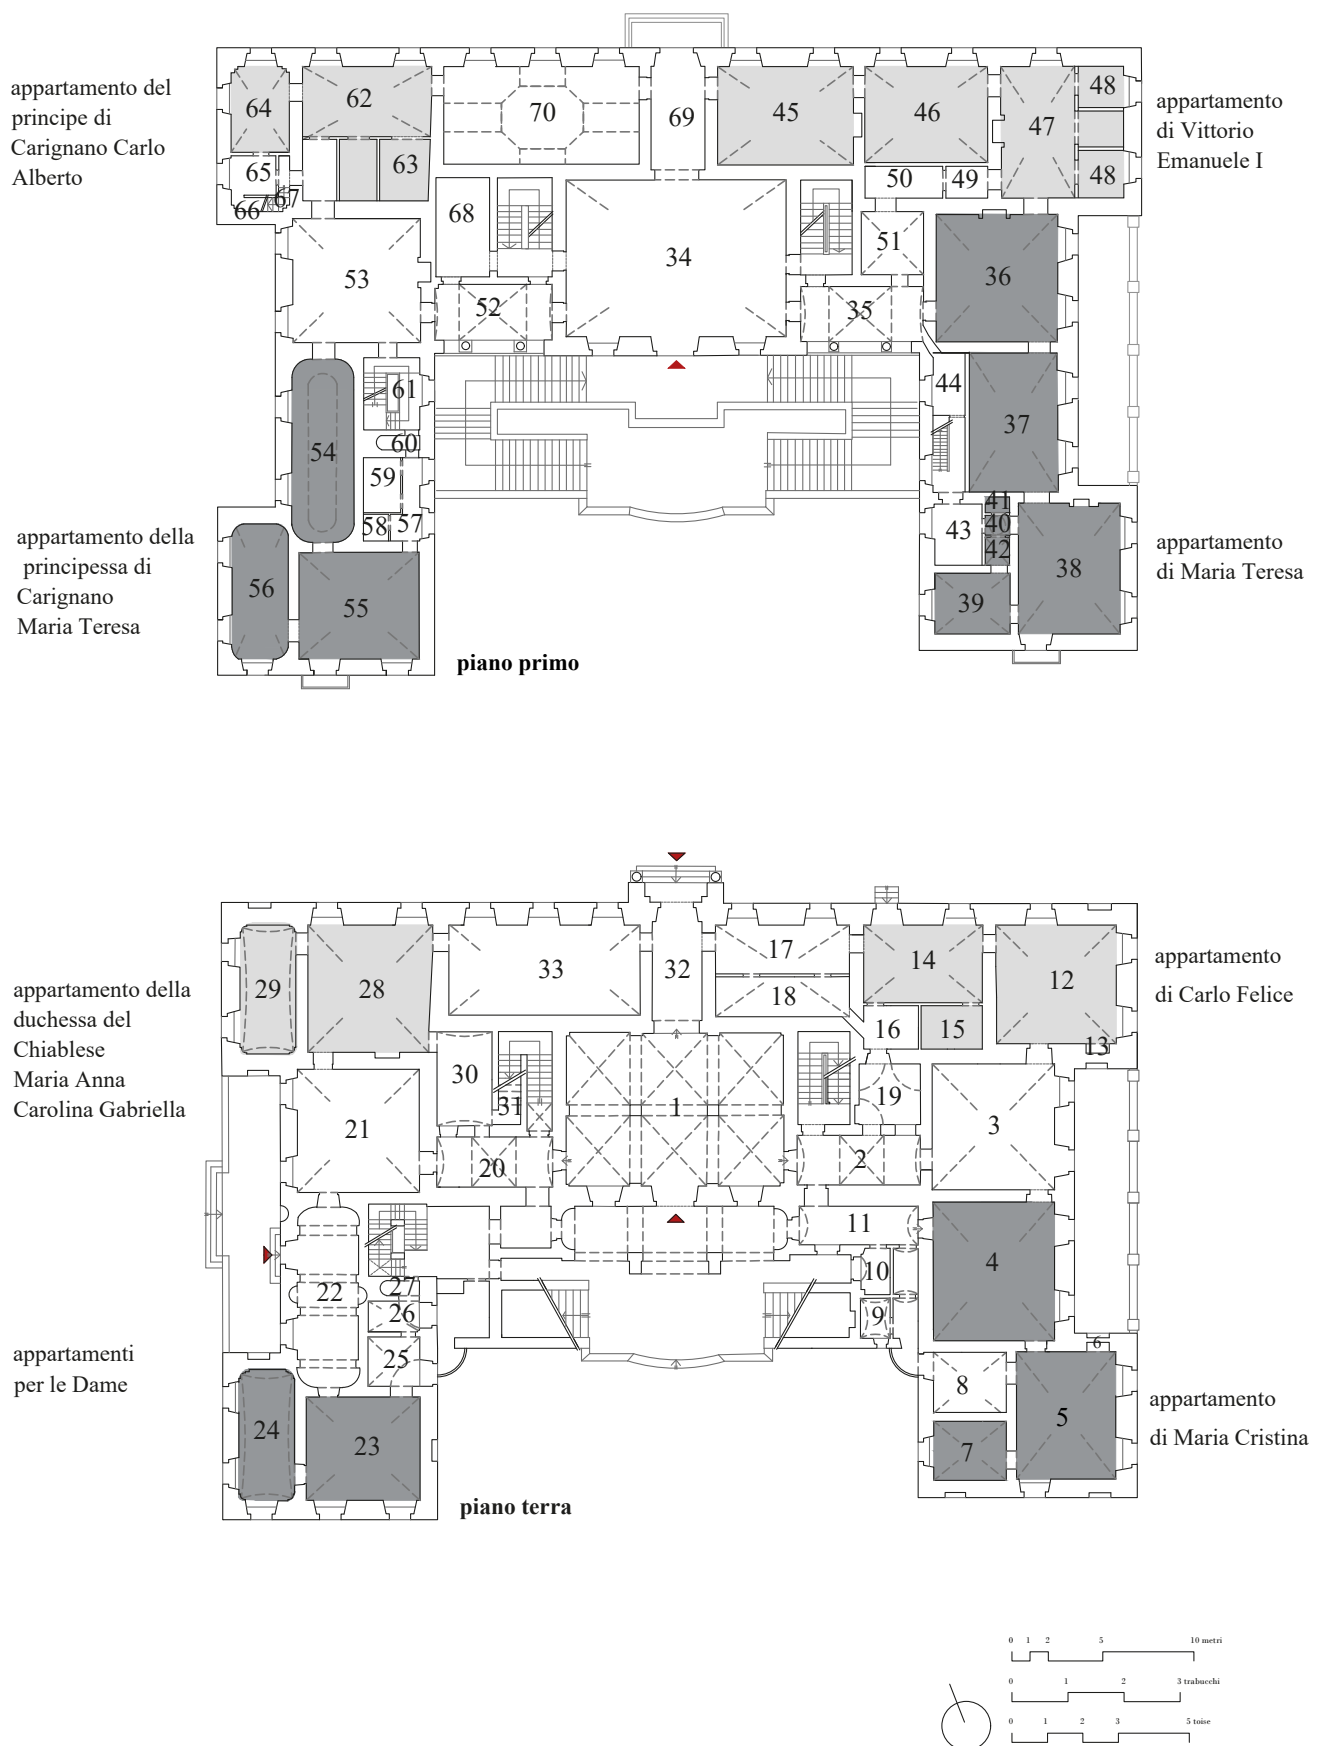 appartamento del
principe di
Carignano Carlo
Alberto
64
62
70
69
45
46
47
48
48
appartamento
di Vittorio
Emanuele I
65
63
66
67
68
50
49
51
53
52
34
35
36
61
44
37
54
60
59
58
57
41
40
42
43
38
appartamento della
principessa di
Carignano
Maria Teresa
56
55
39
appartamento
di Maria Teresa
piano primo
appartamento della
duchessa del
Chiablese
Maria Anna
Carolina Gabriella
29
28
33
32
17
18
14
12
appartamento
di Carlo Felice
16
15
13
30
31
1
19
3
21
20
2
11
4
22
27
26
10
9
25
6
8
appartamenti
per le Dame
24
23
7
5
appartamento
di Maria Cristina
piano terra
0 1 2 5 10 metri
0 1 2 3 trabucchi
0 1 2 3 5 toise